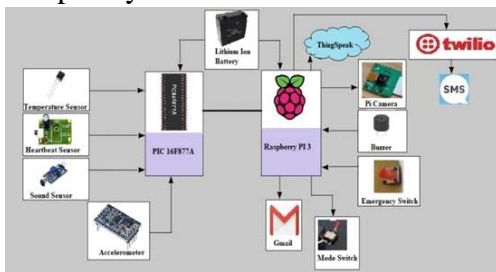 Lithium Ion
Battery
ThingSpeak
twilio
SMS
Temperature Sensor
PIC16F877A
Pi Camera
Heartbeat Sensor
PIC 16F877A
Raspberry PI 3
Buzzer
Sound Sensor
Emergency Switch
Accelerometer
Gmail
Mode Switch